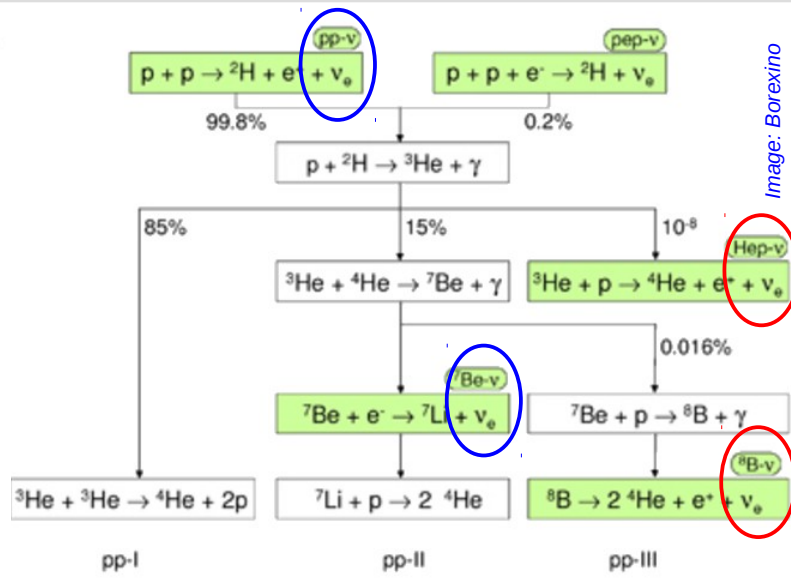 pp-ν
pep-ν
p + p → ²H + e⁺ + νₑ
p + p + e⁻ → ²H + νₑ
99.8%
0.2%
Image: Borexino
p + ²H → ³He + γ
85%
15%
10⁻⁸
Hep-ν
³He + ⁴He → ⁷Be + γ
³He + p → ⁴He + e⁺ + νₑ
0.016%
⁷Be-ν
⁷Be + e⁻ → ⁷Li + νₑ
⁷Be + p → ⁸B + γ
⁸B-ν
³He + ³He → ⁴He + 2p
⁷Li + p → 2 ⁴He
⁸B → 2 ⁴He + e⁺ + νₑ
pp-I
pp-II
pp-III